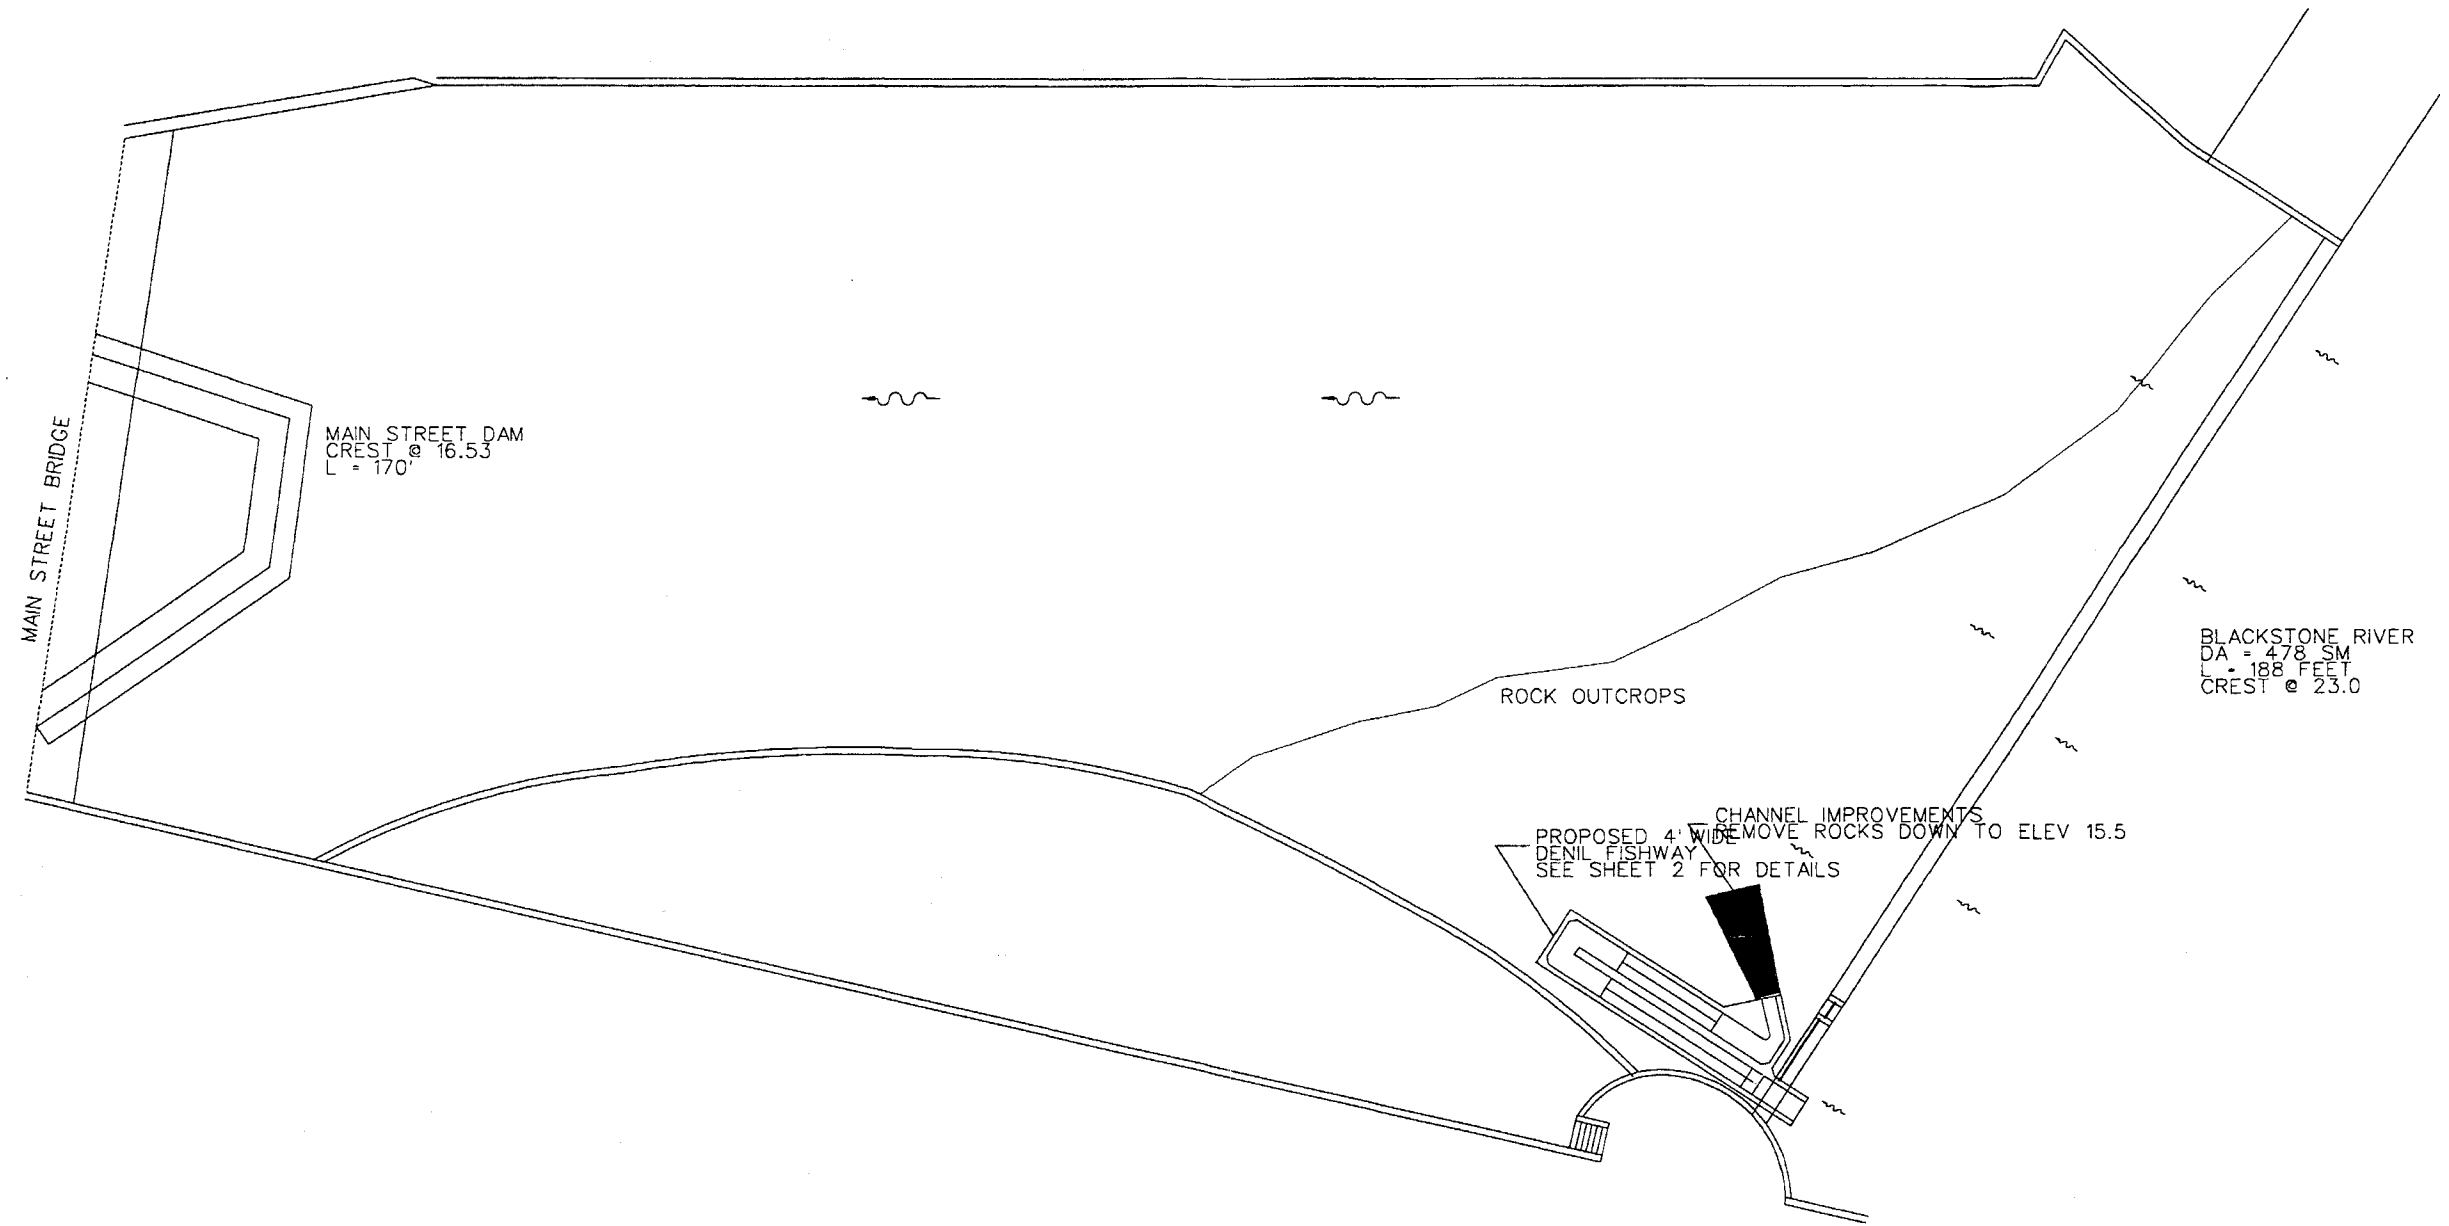 MAIN STREET BRIDGE
MAIN STREET DAM
CREST @ 16.53
L = 170'
ROCK OUTCROPS
BLACKSTONE RIVER
DA = 478 SM
L = 188 FEET
CREST @ 23.0
CHANNEL IMPROVEMENTS
REMOVE ROCKS DOWN TO ELEV 15.5
PROPOSED 4' WIDE
DENIL FISHWAY
SEE SHEET 2 FOR DETAILS